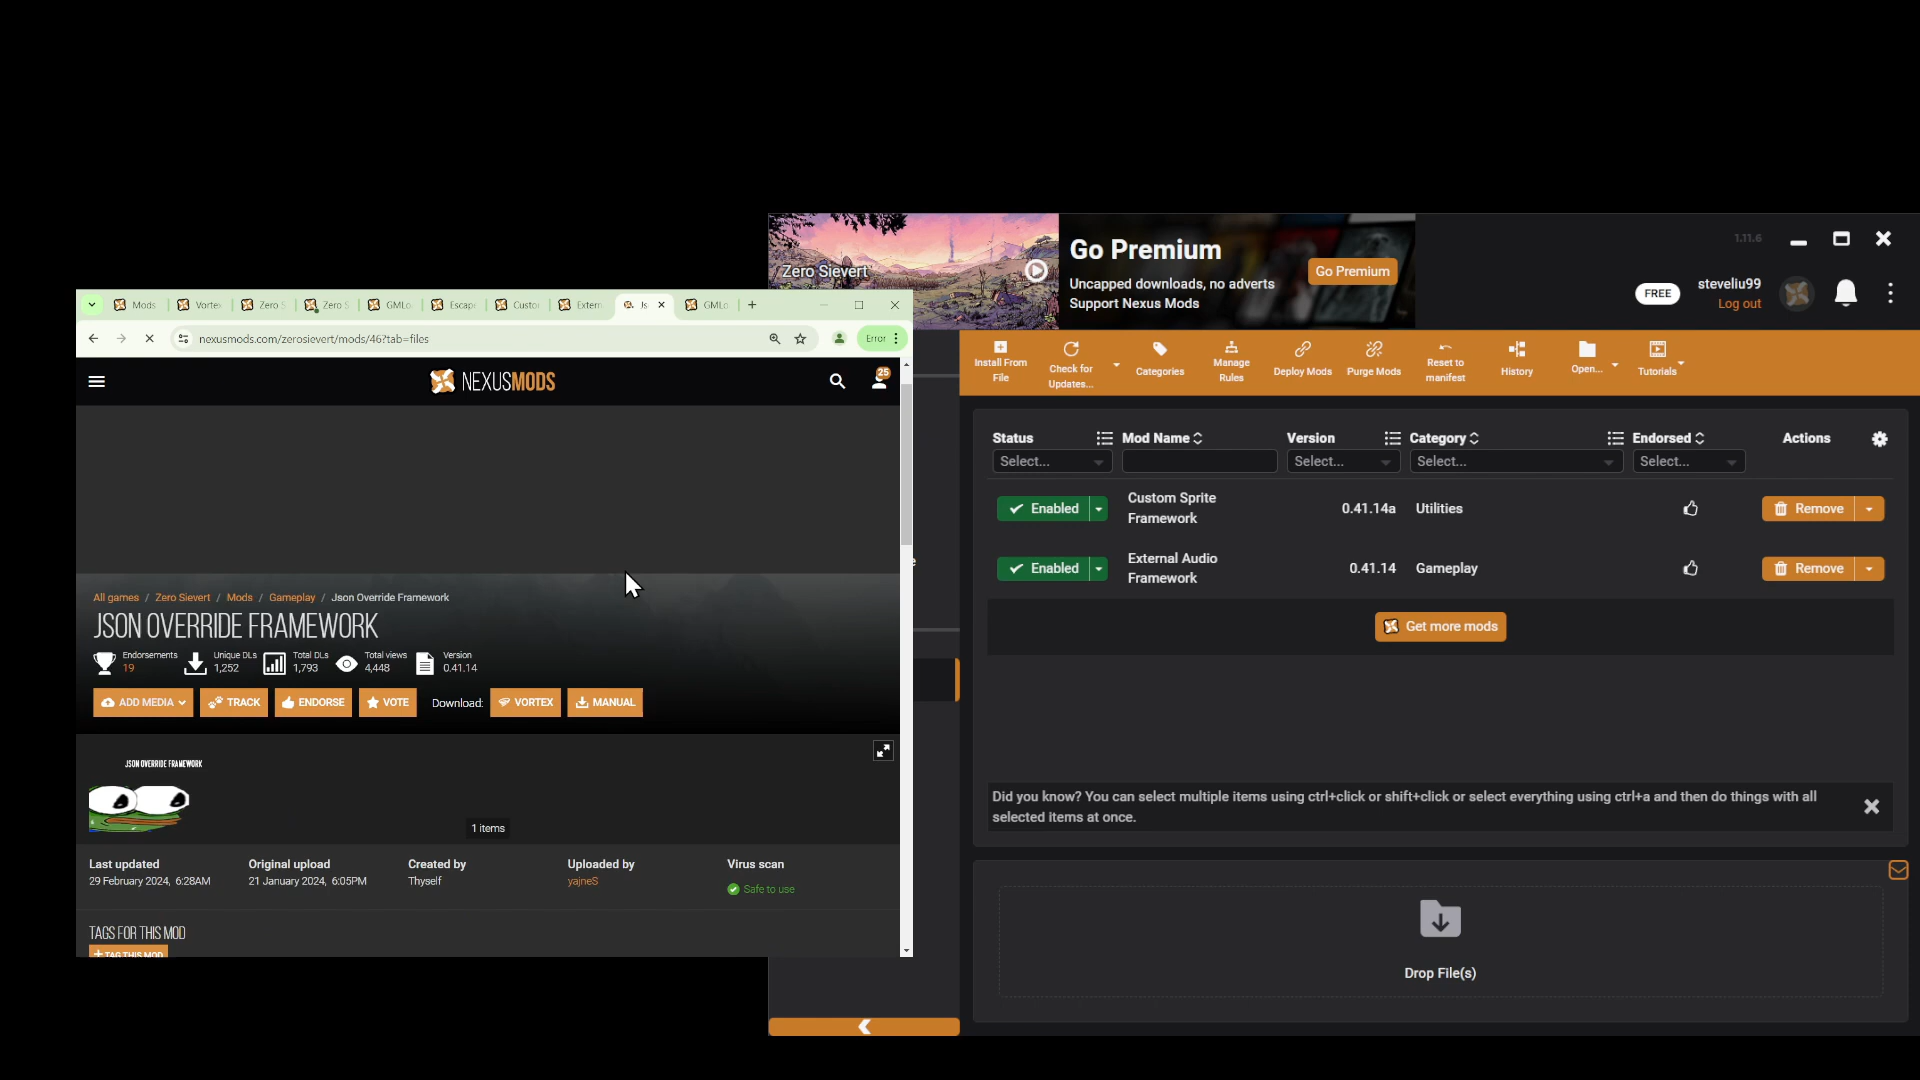 Mods
Vorte
Zero S
Zero S
GMLo
Escap
Custo
Extern
Js
GMLo
nexusmods.com/zerosievert/mods/46?tab=files
Error
NEXUSMODS
25
All games / Zero Sievert / Mods / Gameplay / Json Override Framework
JSON OVERRIDE FRAMEWORK
Endorsements
19
Unique DLs
1,252
Total DLs
1,793
Total views
4,448
Version
0.41.14
ADD MEDIA
TRACK
ENDORSE
VOTE
Download:
VORTEX
MANUAL
JSON OVERRIDE FRAMEWORK
1 items
Last updated
29 February 2024, 6:28AM
Original upload
21 January 2024, 6:05PM
Created by
Thyself
Uploaded by
yajneS
Virus scan
Safe to use
TAGS FOR THIS MOD
+ TAG THIS MOD
Zero Sievert
Go Premium
Uncapped downloads, no adverts
Support Nexus Mods
Go Premium
1.11.6
FREE
steveliu99
Log out
Install From
File
Check for
Updates...
Categories
Manage
Rules
Deploy Mods
Purge Mods
Reset to
manifest
History
Open...
Tutorials
Status
Mod Name
Version
Category
Endorsed
Actions
Select...
Select...
Select...
Select...
Enabled
Custom Sprite
Framework
0.41.14a
Utilities
Remove
Enabled
External Audio
Framework
0.41.14
Gameplay
Remove
Get more mods
Did you know? You can select multiple items using ctrl+click or shift+click or select everything using ctrl+a and then do things with all
selected items at once.
Drop File(s)